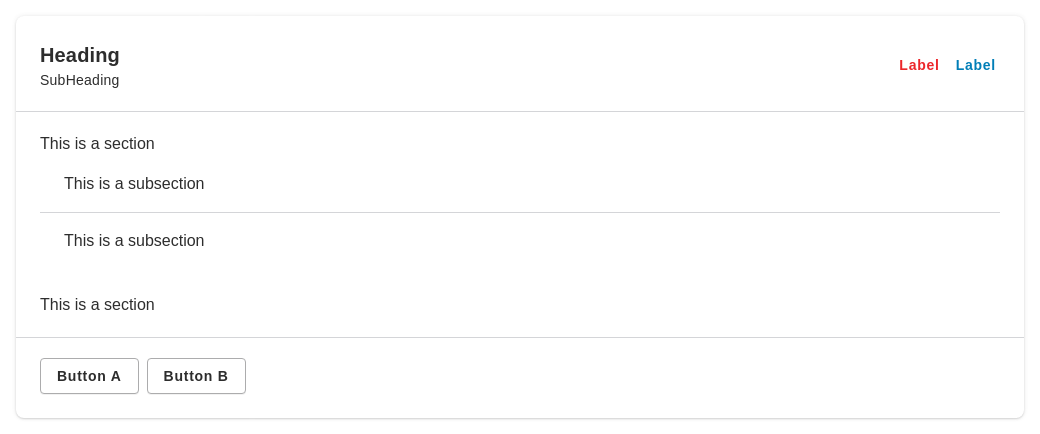 Heading
SubHeading
Label Label
This is a section
This is a subsection
This is a subsection
This is a section
Button A Button B